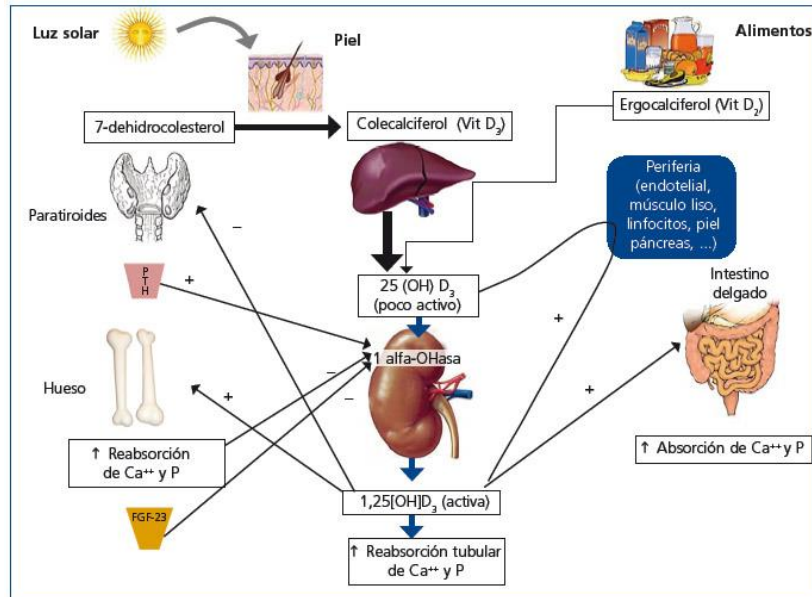 Luz solar
Piel
Alimentos
7-dehidrocolesterol
Colecalciferol (Vit D3)
Ergocalciferol (Vit D2)
Paratiroides
Periferia
(endotelial,
músculo liso,
linfocitos, piel
páncreas, ...)
–
P
T
H
+
25 (OH) D3
(poco activo)
Intestino
delgado
+
1 alfa-OHasa
–
–
Hueso
+
+
↑ Reabsorción
de Ca++ y P
↑ Absorción de Ca++ y P
1,25[OH]D3 (activa)
FGF-23
↑ Reabsorción tubular
de Ca++ y P